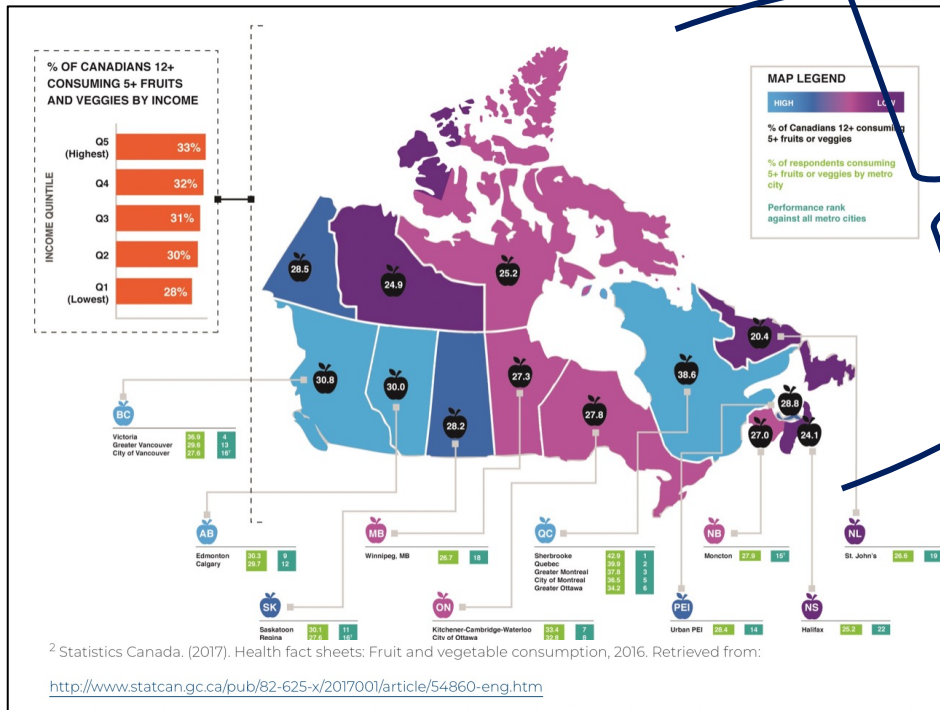 % OF CANADIANS 12+
CONSUMING 5+ FRUITS
AND VEGGIES BY INCOME
INCOME QUINTILE
Q5
(Highest)
33%
Q4
32%
Q3
31%
Q2
30%
Q1
(Lowest)
28%
MAP LEGEND
HIGH
LOW
% of Canadians 12+ consuming
5+ fruits or veggies
% of respondents consuming
5+ fruits or veggies by metro
city
Performance rank
against all metro cities
28.5
24.9
25.2
30.8
30.0
28.2
27.3
27.8
38.6
20.4
28.8
27.0
24.1
BC
Victoria 36.9 4
Greater Vancouver 29.6 13
City of Vancouver 27.6 16†
AB
Edmonton 30.3 9
Calgary 29.7 12
MB
Winnipeg, MB 26.7 18
QC
Sherbrooke 42.9 1
Quebec 39.9 2
Greater Montreal 37.8 3
City of Montreal 36.5 5
Greater Ottawa 34.2 6
NB
Moncton 27.9 15†
NL
St. John's 26.6 19
SK
Saskatoon 30.1 11
Regina 27.6 16†
ON
Kitchener-Cambridge-Waterloo 33.4 7
City of Ottawa 32.8 8
PEI
Urban PEI 28.4 14
NS
Halifax 25.2 22
2 Statistics Canada. (2017). Health fact sheets: Fruit and vegetable consumption, 2016. Retrieved from:
http://www.statcan.gc.ca/pub/82-625-x/2017001/article/54860-eng.htm